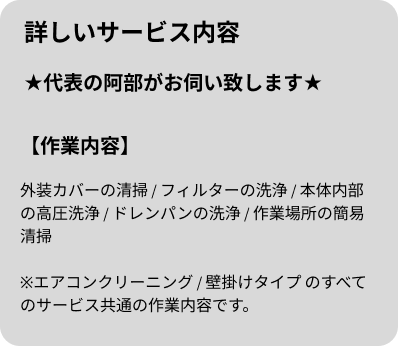 詳しいサービス内容
★代表の阿部がお伺い致します★
【作業内容】
外装カバーの清掃 / フィルターの洗浄 / 本体内部
の高圧洗浄 / ドレンパンの洗浄 / 作業場所の簡易
清掃
※エアコンクリーニング / 壁掛けタイプ のすべて
のサービス共通の作業内容です。